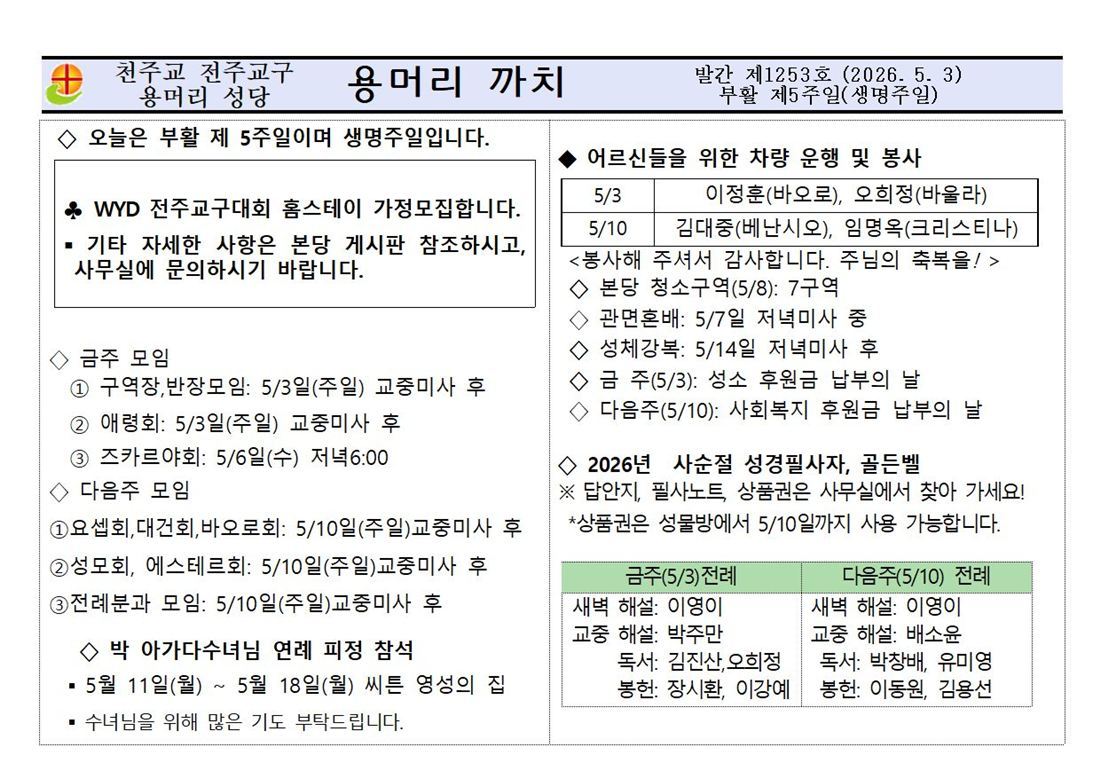 천주교 전주교구
용머리 성당
용머리 까치
발간 제1253호 (2026. 5. 3)
부활 제5주일(생명주일)
◇ 오늘은 부활 제 5주일이며 생명주일입니다.
♣ WYD 전주교구대회 홈스테이 가정모집합니다.
▪ 기타 자세한 사항은 본당 게시판 참조하시고,
사무실에 문의하시기 바랍니다.
◇ 금주 모임
① 구역장,반장모임: 5/3일(주일) 교중미사 후
② 애령회: 5/3일(주일) 교중미사 후
③ 즈카르야회: 5/6일(수) 저녁6:00
◇ 다음주 모임
①요셉회,대건회,바오로회: 5/10일(주일)교중미사 후
②성모회, 에스테르회: 5/10일(주일)교중미사 후
③전례분과 모임: 5/10일(주일)교중미사 후
◇ 박 아가다수녀님 연례 피정 참석
▪ 5월 11일(월) ~ 5월 18일(월) 씨튼 영성의 집
▪ 수녀님을 위해 많은 기도 부탁드립니다.
◆ 어르신들을 위한 차량 운행 및 봉사
5/3 이정훈(바오로), 오희정(바울라)
5/10 김대중(베난시오), 임명옥(크리스티나)
<봉사해 주셔서 감사합니다. 주님의 축복을! >
◇ 본당 청소구역(5/8): 7구역
◇ 관면혼배: 5/7일 저녁미사 중
◇ 성체강복: 5/14일 저녁미사 후
◇ 금 주(5/3): 성소 후원금 납부의 날
◇ 다음주(5/10): 사회복지 후원금 납부의 날
◇ 2026년 사순절 성경필사자, 골든벨
※ 답안지, 필사노트, 상품권은 사무실에서 찾아 가세요!
*상품권은 성물방에서 5/10일까지 사용 가능합니다.
금주(5/3)전례
새벽 해설: 이영이
교중 해설: 박주만
독서: 김진산,오희정
봉헌: 장시환, 이강예
다음주(5/10) 전례
새벽 해설: 이영이
교중 해설: 배소윤
독서: 박창배, 유미영
봉헌: 이동원, 김용선